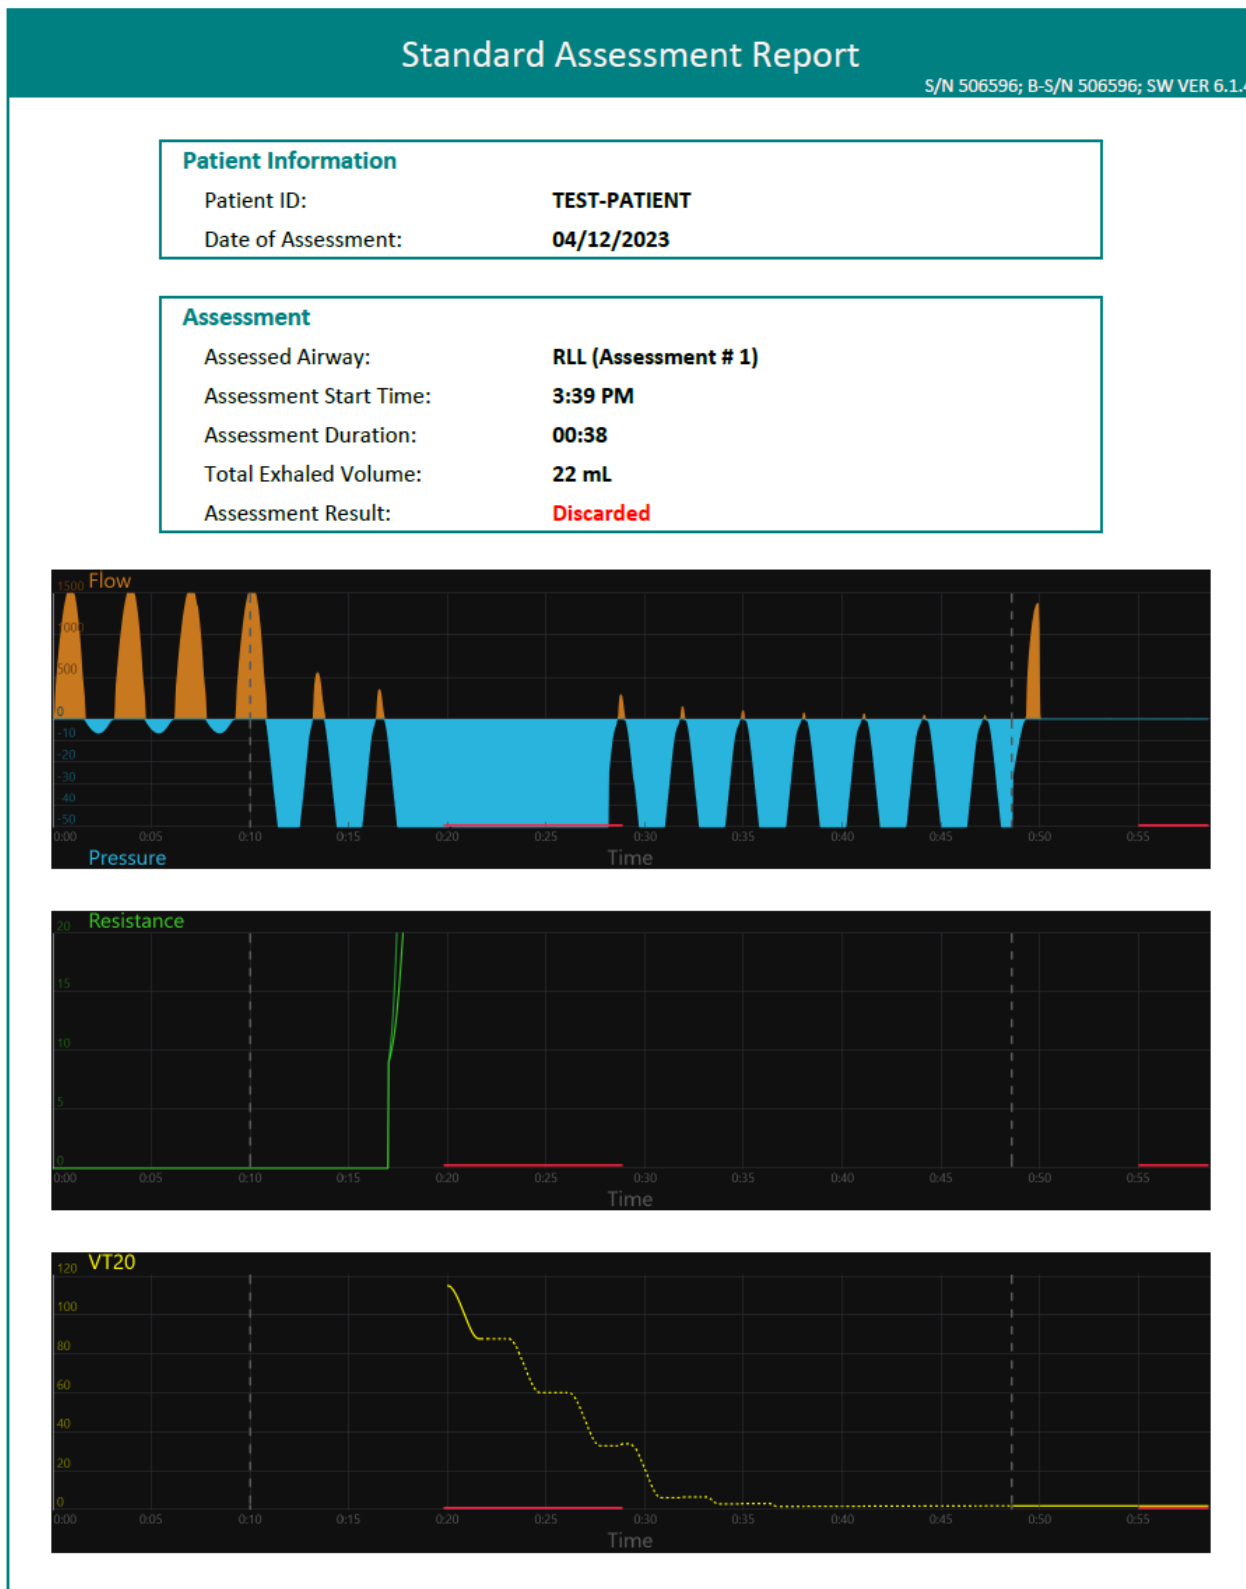 Standard Assessment Report
S/N 506596; B-S/N 506596; SW VER 6.1.4
Patient Information
Patient ID: TEST-PATIENT
Date of Assessment: 04/12/2023
Assessment
Assessed Airway: RLL (Assessment # 1)
Assessment Start Time: 3:39 PM
Assessment Duration: 00:38
Total Exhaled Volume: 22 mL
Assessment Result: Discarded
1500 Flow
1000
500
0
-10
-20
-30
-40
-50
0:00 0:05 0:10 0:15 0:20 0:25 0:30 0:35 0:40 0:45 0:50 0:55
Pressure Time
20 Resistance
15
10
5
0
0:00 0:05 0:10 0:15 0:20 0:25 0:30 0:35 0:40 0:45 0:50 0:55
Time
120 VT20
100
80
60
40
20
0
0:00 0:05 0:10 0:15 0:20 0:25 0:30 0:35 0:40 0:45 0:50 0:55
Time